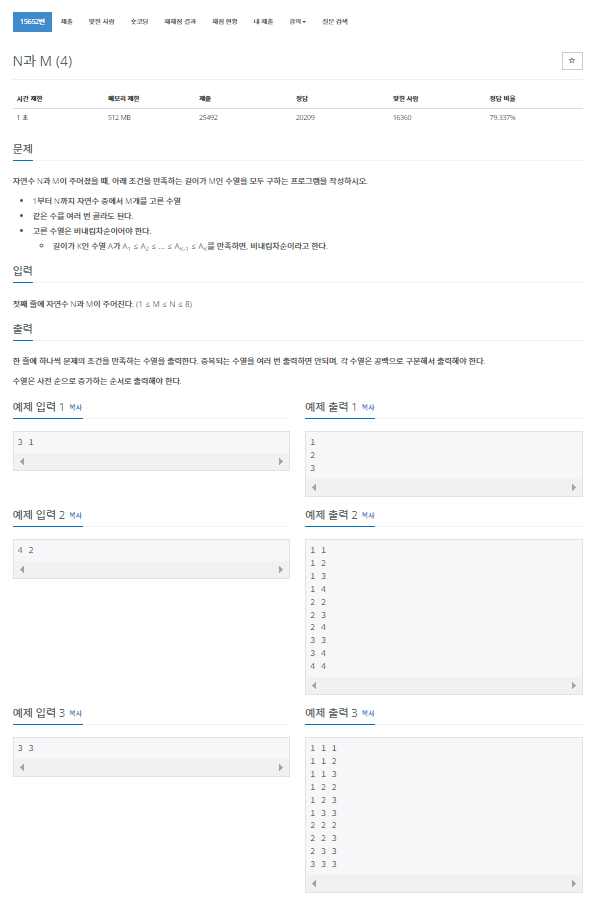 15652번 제출 맞힌 사람 숏코딩 재채점 결과 채점 현황 내 제출 강의 질문 검색
N과 M (4)
시간 제한 메모리 제한 제출 정답 맞힌 사람 정답 비율
1 초 512 MB 25492 20209 16360 79.337%
문제
자연수 N과 M이 주어졌을 때, 아래 조건을 만족하는 길이가 M인 수열을 모두 구하는 프로그램을 작성하시오.
1부터 N까지 자연수 중에서 M개를 고른 수열
같은 수를 여러 번 골라도 된다.
고른 수열은 비내림차순이어야 한다.
길이가 K인 수열 A가 A1 ≤ A2 ≤ ... ≤ AK-1 ≤ AK를 만족하면, 비내림차순이라고 한다.
입력
첫째 줄에 자연수 N과 M이 주어진다. (1 ≤ M ≤ N ≤ 8)
출력
한 줄에 하나씩 문제의 조건을 만족하는 수열을 출력한다. 중복되는 수열을 여러 번 출력하면 안되며, 각 수열은 공백으로 구분해서 출력해야 한다.
수열은 사전 순으로 증가하는 순서로 출력해야 한다.
예제 입력 1 복사
3 1
예제 출력 1 복사
1
2
3
예제 입력 2 복사
4 2
예제 출력 2 복사
1 1
1 2
1 3
1 4
2 2
2 3
2 4
3 3
3 4
4 4
예제 입력 3 복사
3 3
예제 출력 3 복사
1 1 1
1 1 2
1 1 3
1 2 2
1 2 3
1 3 3
2 2 2
2 2 3
2 3 3
3 3 3